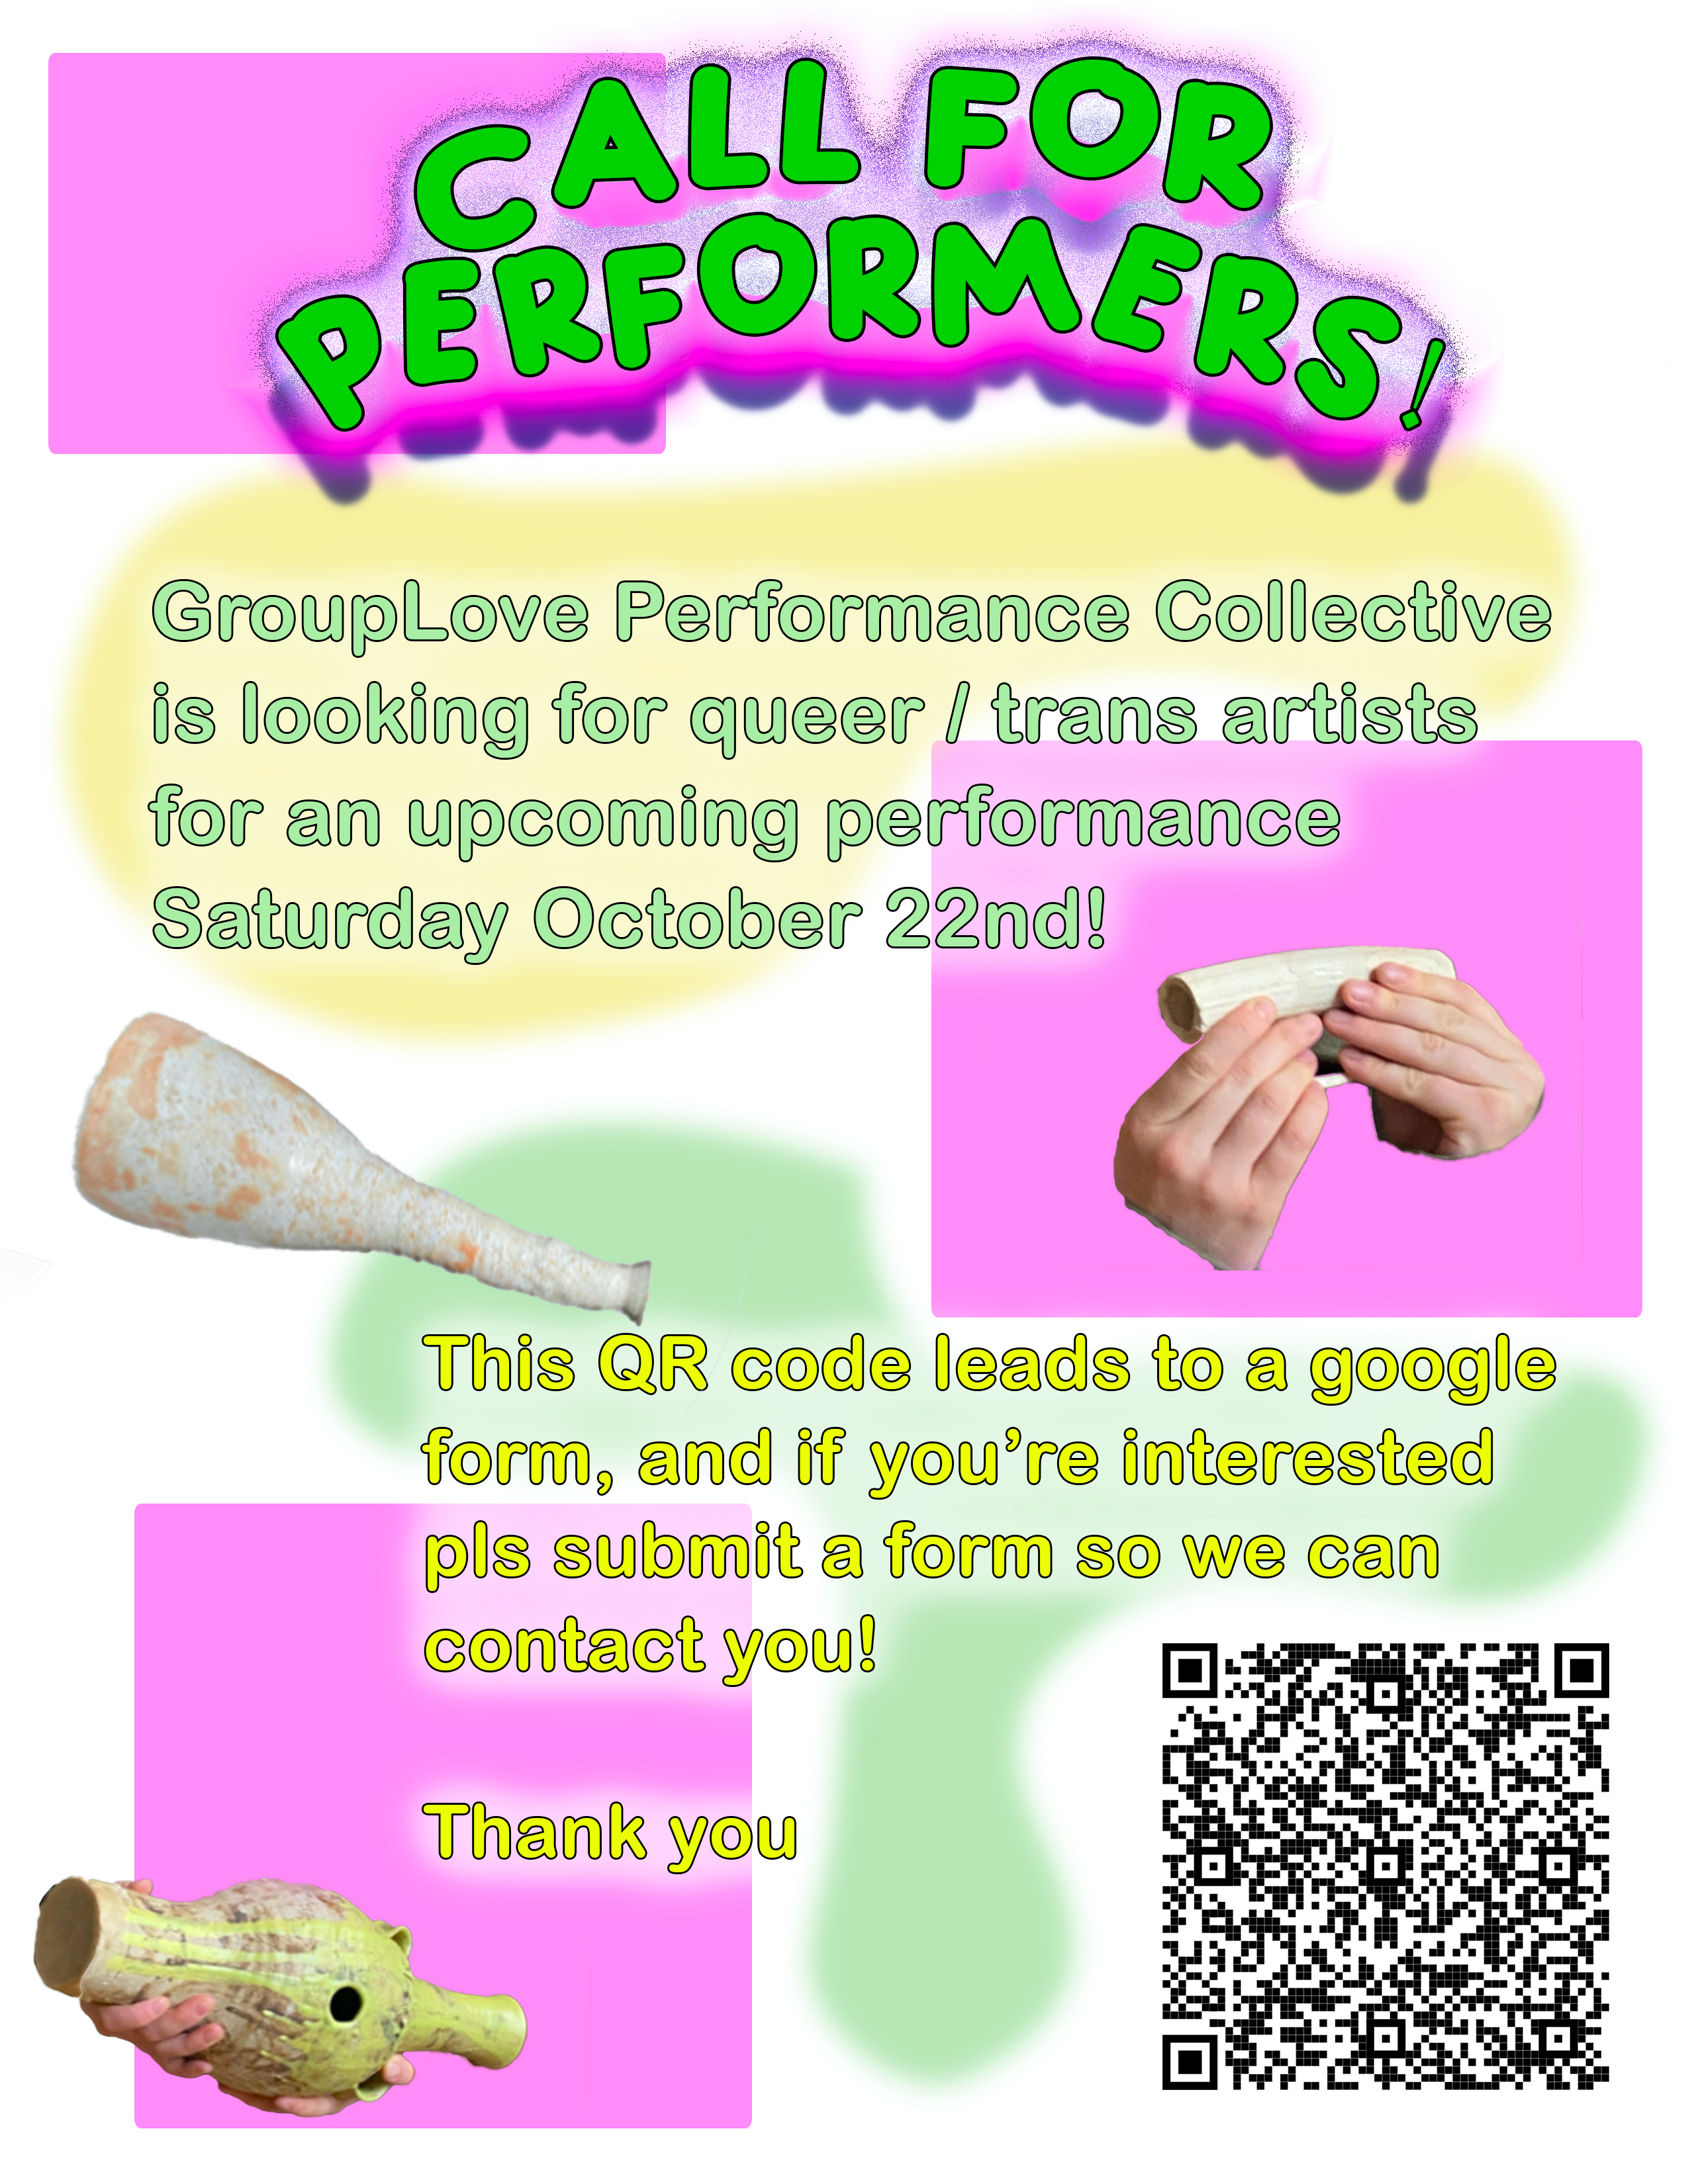 CALL FOR
PERFORMERS!
GroupLove Performance Collective
is looking for queer / trans artists
for an upcoming performance
Saturday October 22nd!
This QR code leads to a google
form, and if you’re interested
pls submit a form so we can
contact you!
Thank you